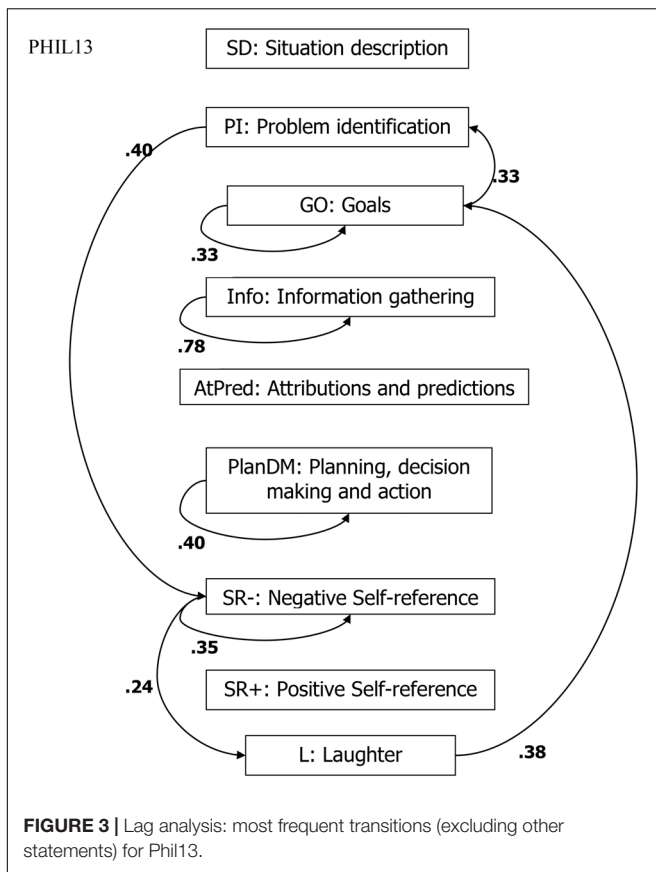 PHIL13
SD: Situation description
PI: Problem identification
.40
.33
GO: Goals
.33
Info: Information gathering
.78
AtPred: Attributions and predictions
PlanDM: Planning, decision
making and action
.40
SR-: Negative Self-reference
.35
.24
SR+: Positive Self-reference
L: Laughter
.38
FIGURE 3 | Lag analysis: most frequent transitions (excluding other
statements) for Phil13.